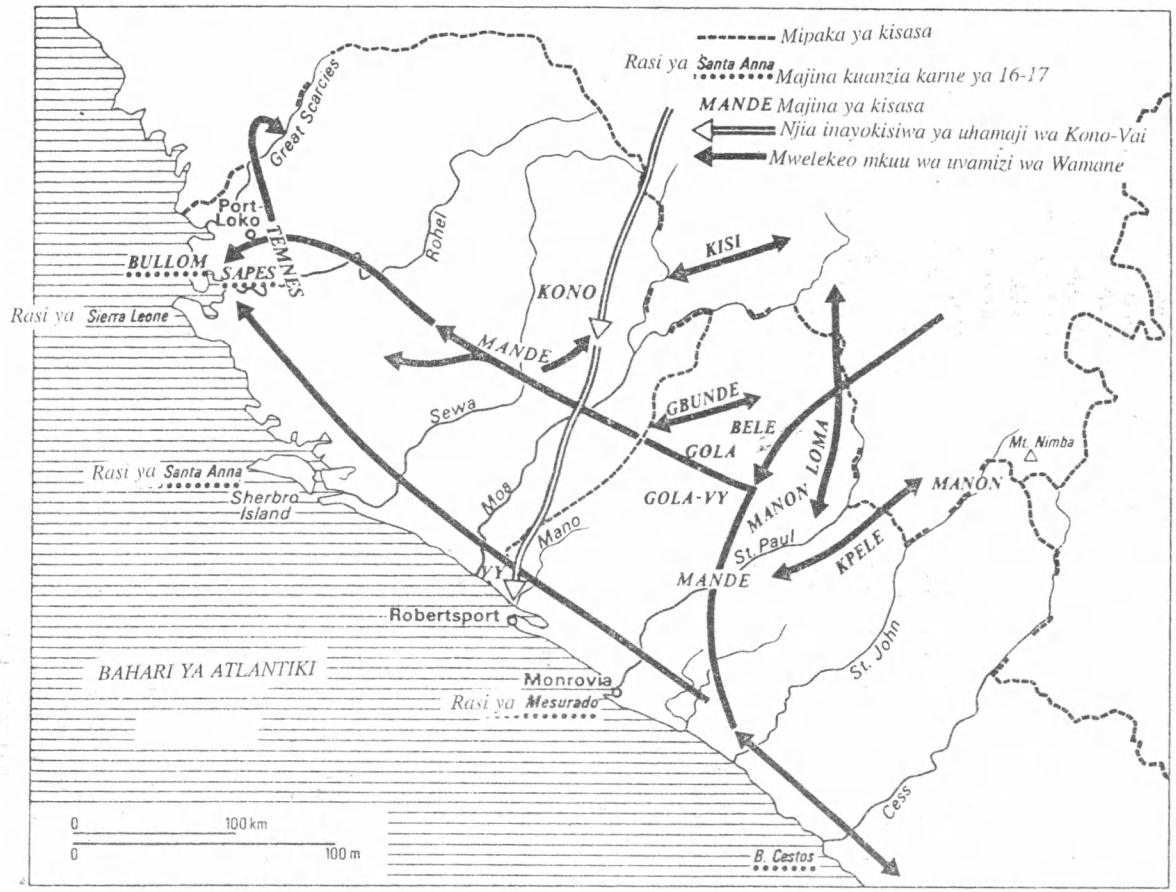 Mipaka ya kisasa
Rasi ya Santa Anna Majina kuanzia karne ya 16-17
MANDE Majina ya kisasa
Njia inayokisiwa ya uhamaji wa Kono-Vai
Mwelekeo mkuu wa uvamizi wa Wamane
Great Scarcies
Port-
Loko
TEMNES
Rohel
BULLOM
SAPES
KISI
KONO
Rasi ya Sierra Leone
MANDE
GBUNDE
Sewa
BELE
LOMA
Mt. Nimba
GOLA
Rasi ya Santa Anna
Sherbro
Island
Moa
GOLA-VY
MANON
MANON
Mano
St. Paul
KPELE
VY
MANDE
Robertsport
St. John
BAHARI YA ATLANTIKI
Monrovia
Rasi ya Mesurado
Cess
0 100 km
0 100 m
B. Cestos